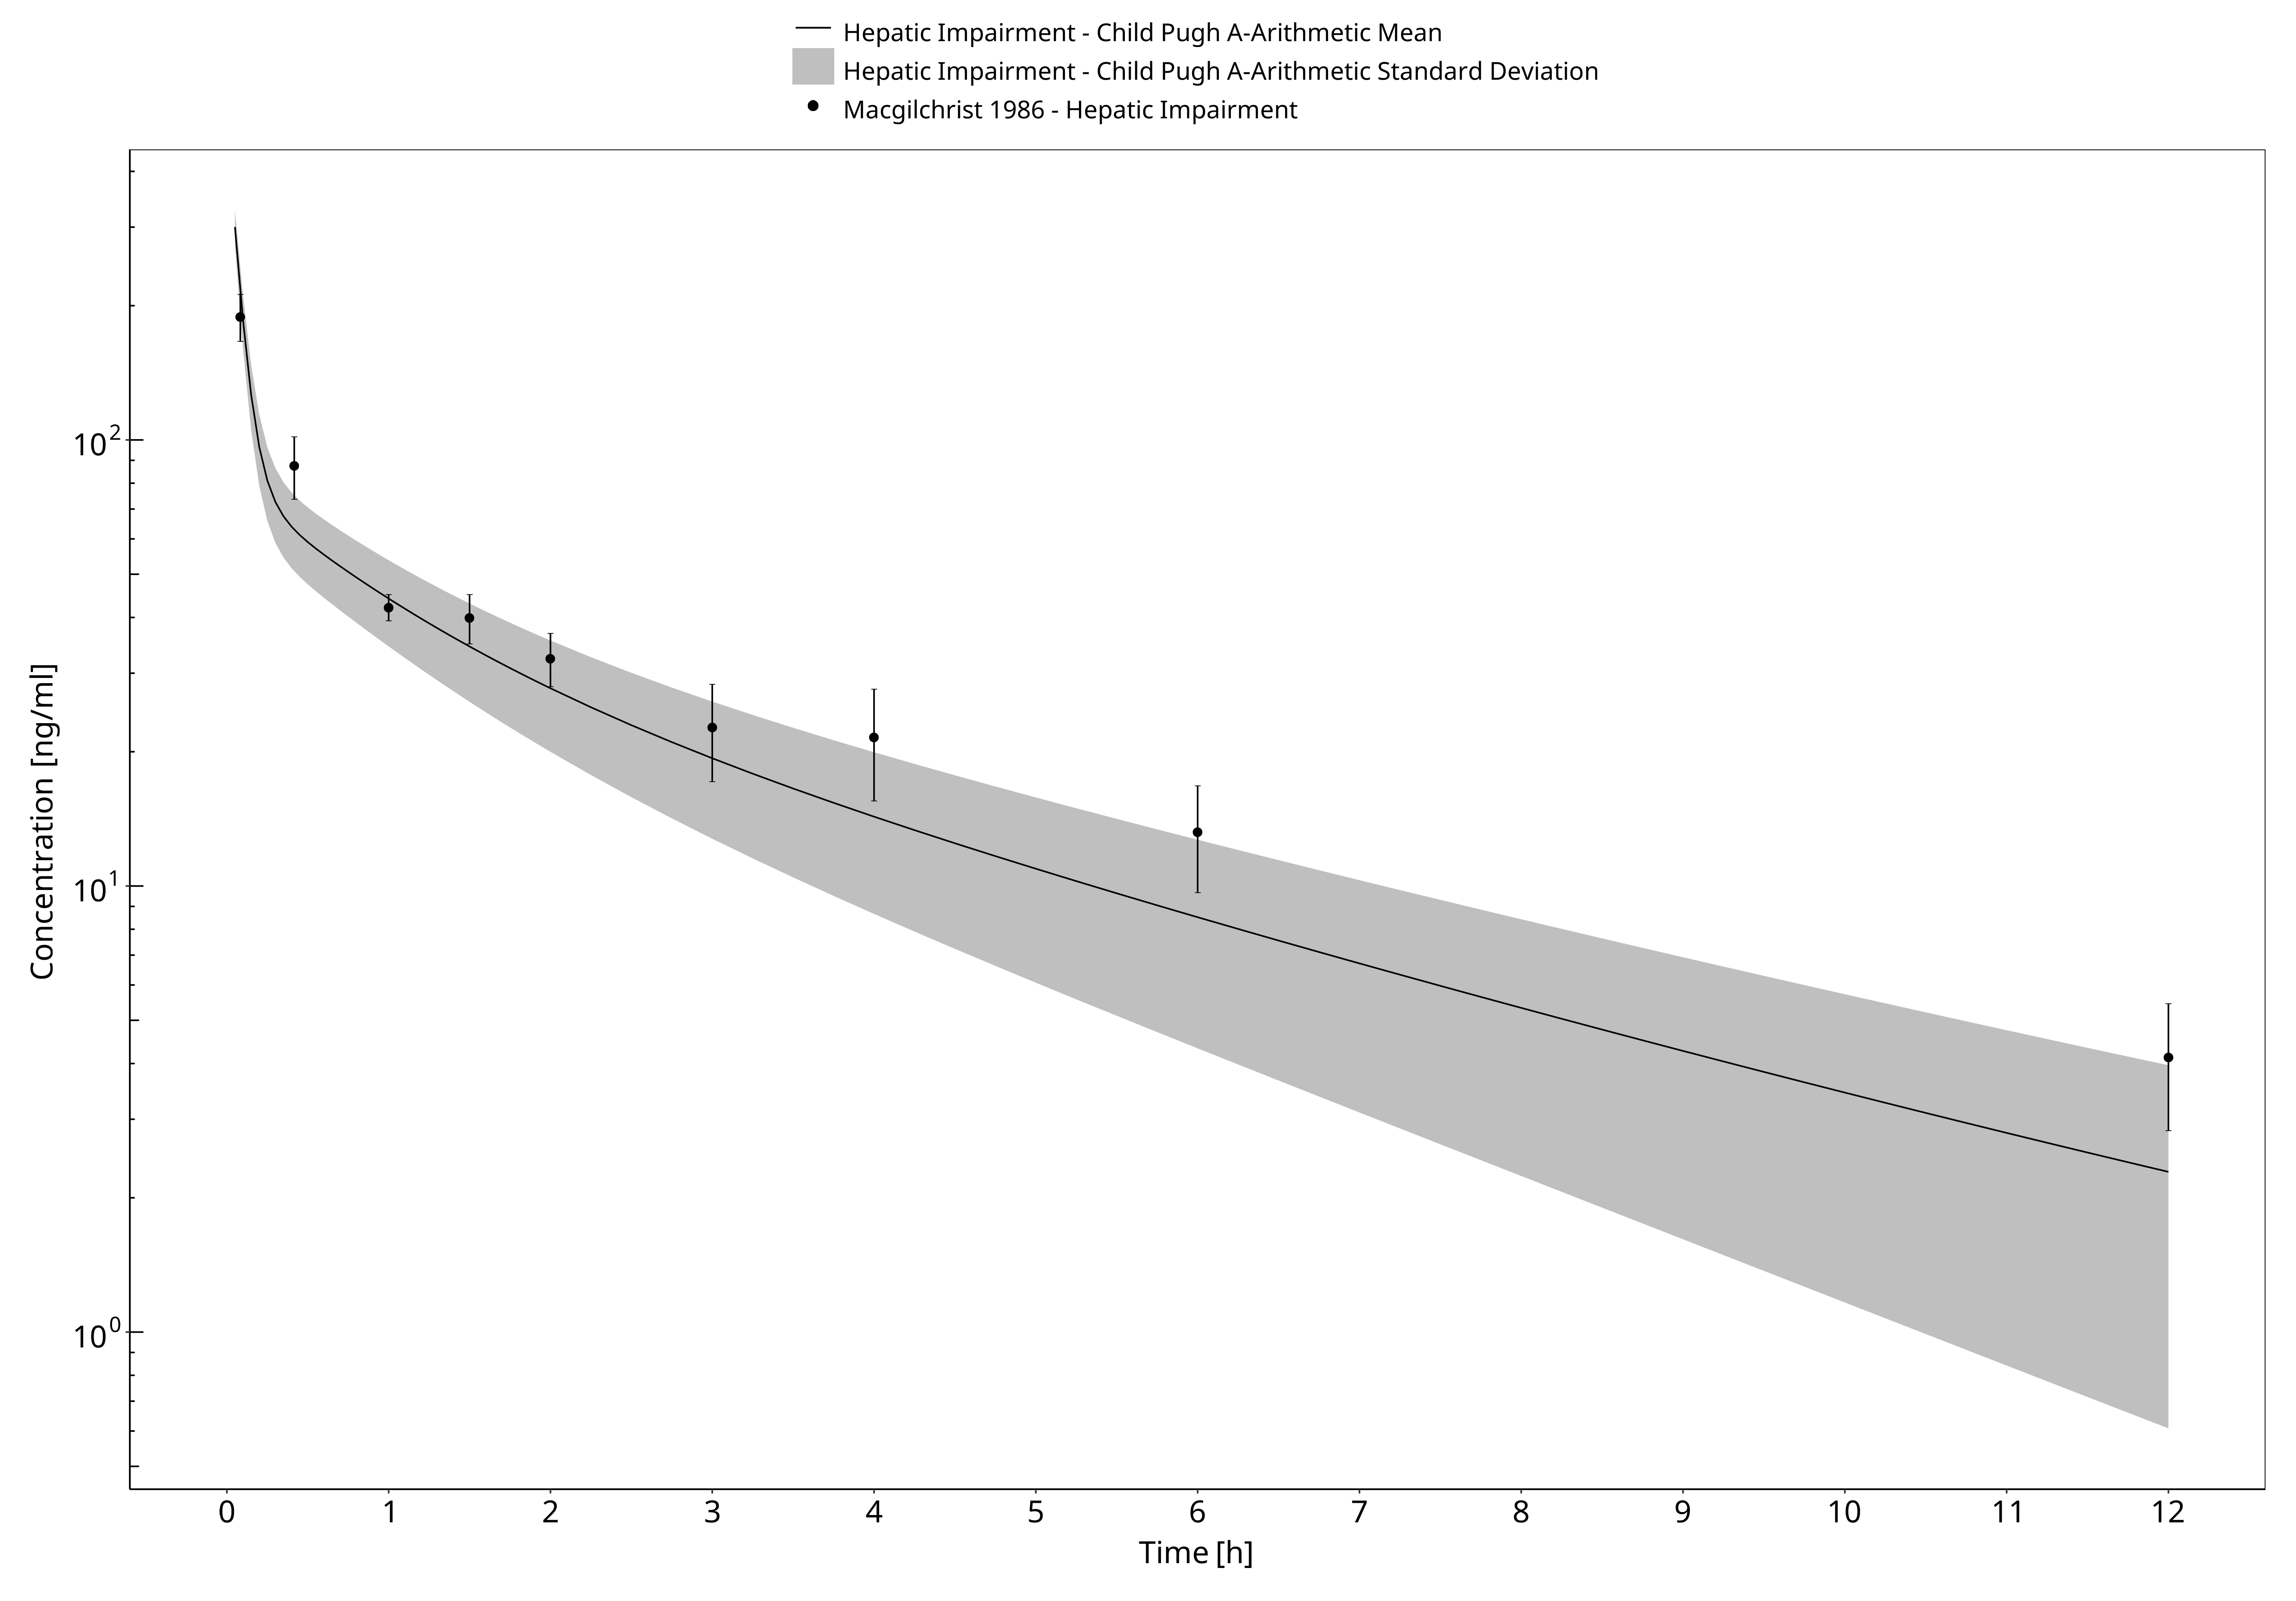 Hepatic Impairment - Child Pugh A-Arithmetic Mean
Hepatic Impairment - Child Pugh A-Arithmetic Standard Deviation
Macgilchrist 1986 - Hepatic Impairment
Concentration [ng/ml]
10²
10¹
10⁰
0 1 2 3 4 5 6 7 8 9 10 11 12
Time [h]